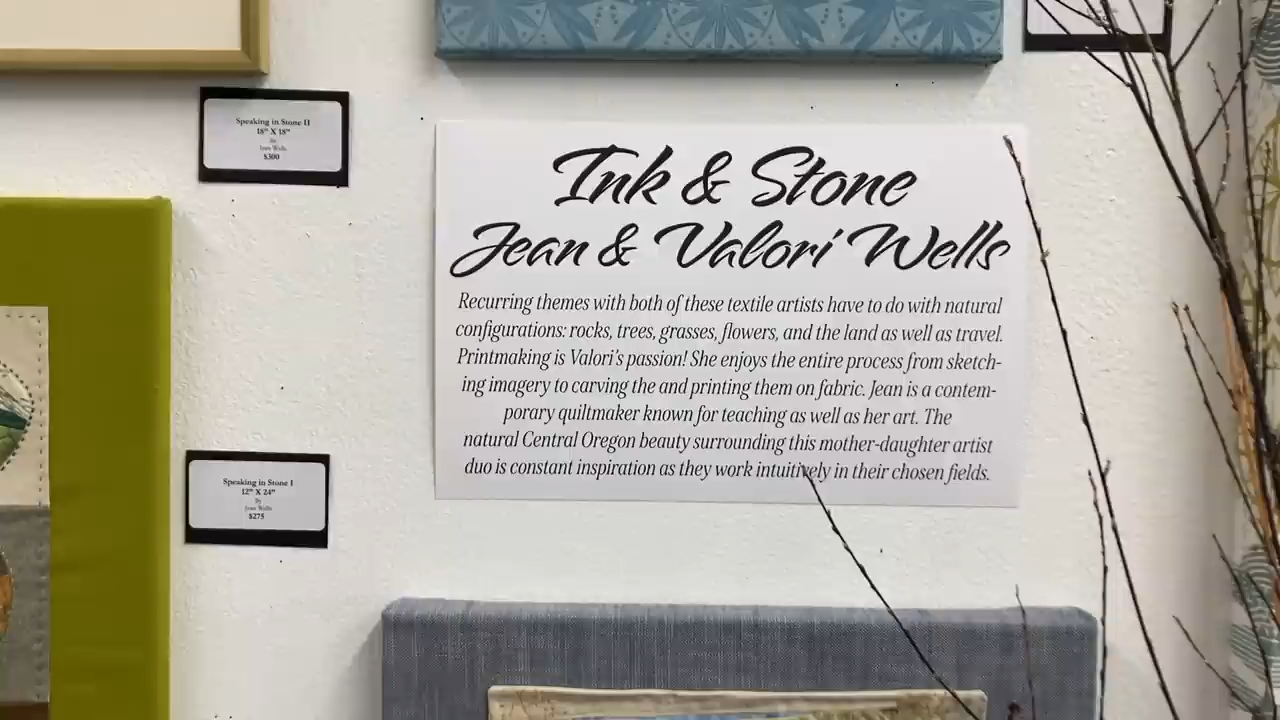 Speaking in Stone II
18" X 18"
By
Jean Wells
$300
Ink & Stone
Jean & Valori Wells
Recurring themes with both of these textile artists have to do with natural
configurations: rocks, trees, grasses, flowers, and the land as well as travel.
Printmaking is Valori's passion! She enjoys the entire process from sketch-
ing imagery to carving the and printing them on fabric. Jean is a contem-
porary quiltmaker known for teaching as well as her art. The
natural Central Oregon beauty surrounding this mother-daughter artist
duo is constant inspiration as they work intuitively in their chosen fields.
Speaking in Stone I
12" X 24"
By
Jean Wells
$275